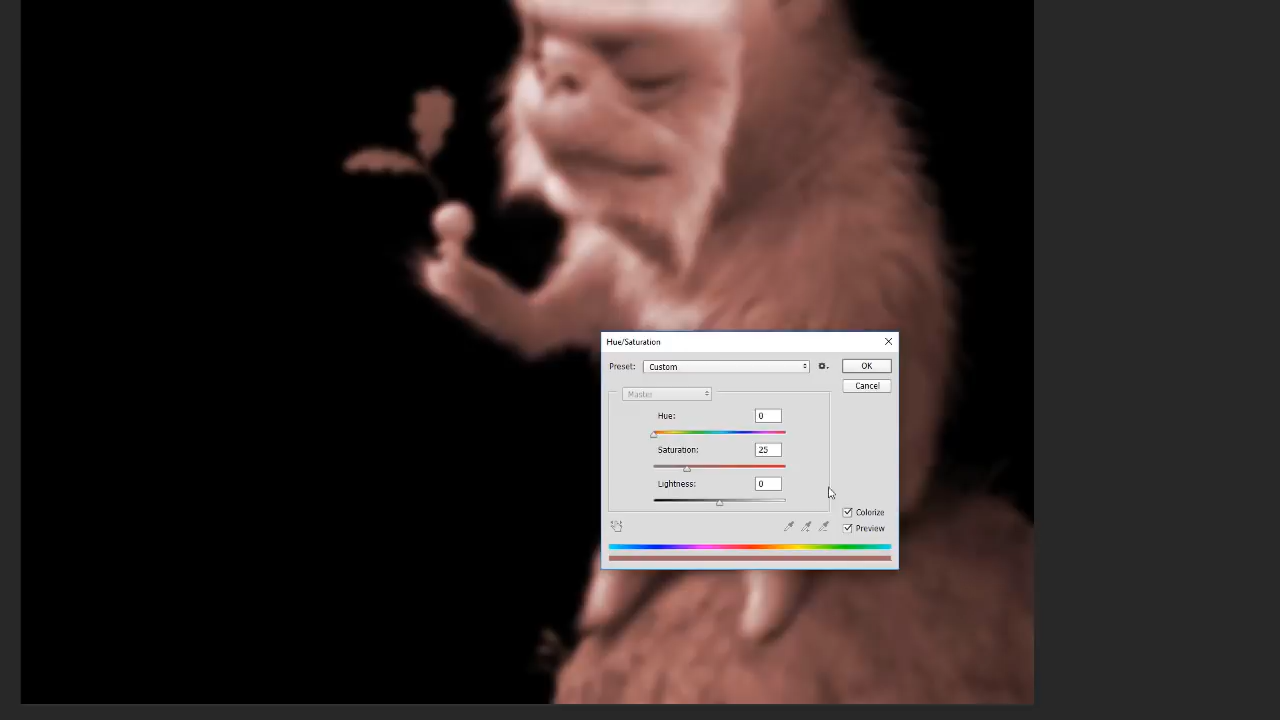 Hue/Saturation
Preset: Custom
OK
Cancel
Master
Hue: 0
Saturation: 25
Lightness: 0
Colorize
Preview